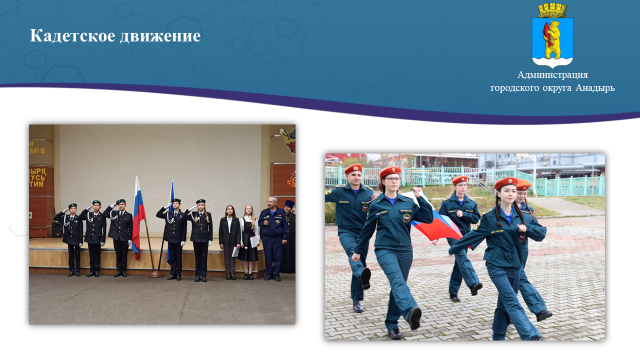 Кадетское движение
Администрация
городского округа Анадырь